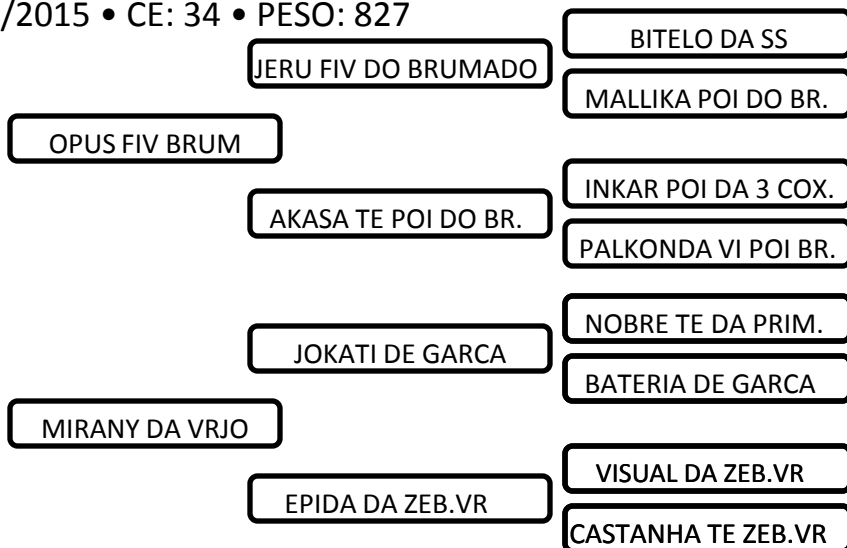 /2015 • CE: 34 • PESO: 827
BITELO DA SS
JERU FIV DO BRUMADO
MALLIKA POI DO BR.
OPUS FIV BRUM
INKAR POI DA 3 COX.
AKASA TE POI DO BR.
PALKONDA VI POI BR.
NOBRE TE DA PRIM.
JOKATI DE GARCA
BATERIA DE GARCA
MIRANY DA VRJO
VISUAL DA ZEB.VR
EPIDA DA ZEB.VR
CASTANHA TE ZEB.VR